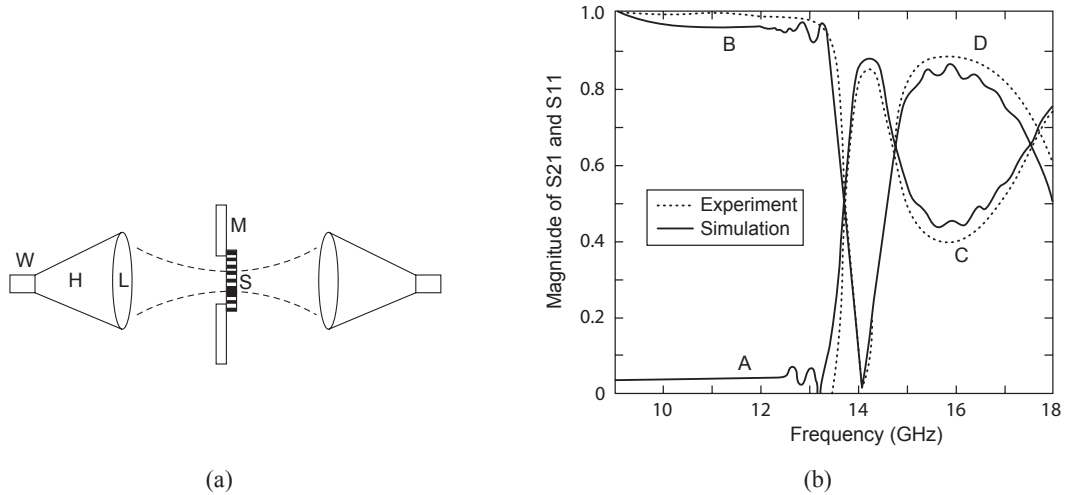 W
H
L
M
S
(a)
Magnitude of S21 and S11
1.0
0.8
0.6
0.4
0.2
0
10
12
14
16
18
Frequency (GHz)
A
B
C
D
Experiment
Simulation
(b)